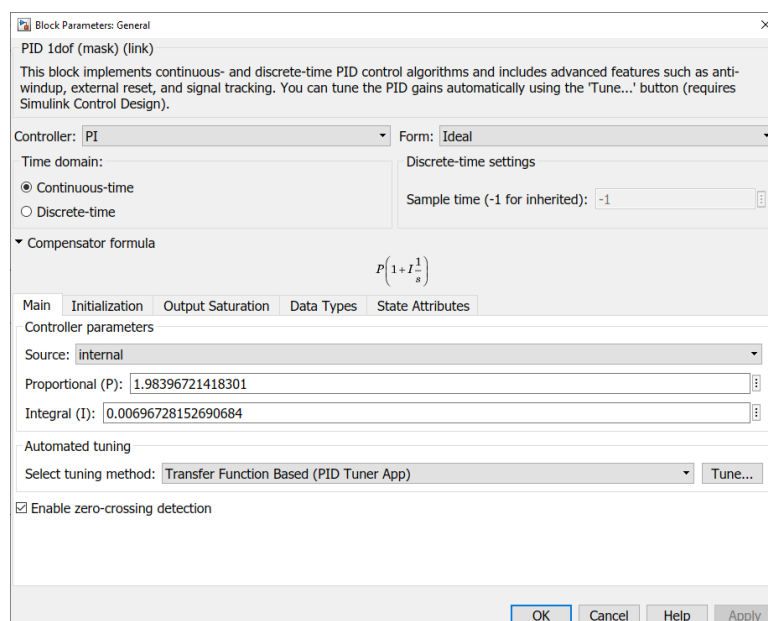 Block Parameters: General
PID 1dof (mask) (link)
This block implements continuous- and discrete-time PID control algorithms and includes advanced features such as anti-
windup, external reset, and signal tracking. You can tune the PID gains automatically using the 'Tune...' button (requires
Simulink Control Design).
Controller: PI Form: Ideal
Time domain: Discrete-time settings
Continuous-time
Sample time (-1 for inherited): -1
Discrete-time
Compensator formula
P(1+I 1/s)
Main Initialization Output Saturation Data Types State Attributes
Controller parameters
Source: internal
Proportional (P): 1.98396721418301
Integral (I): 0.00696728152690684
Automated tuning
Select tuning method: Transfer Function Based (PID Tuner App) Tune...
Enable zero-crossing detection
OK Cancel Help Apply